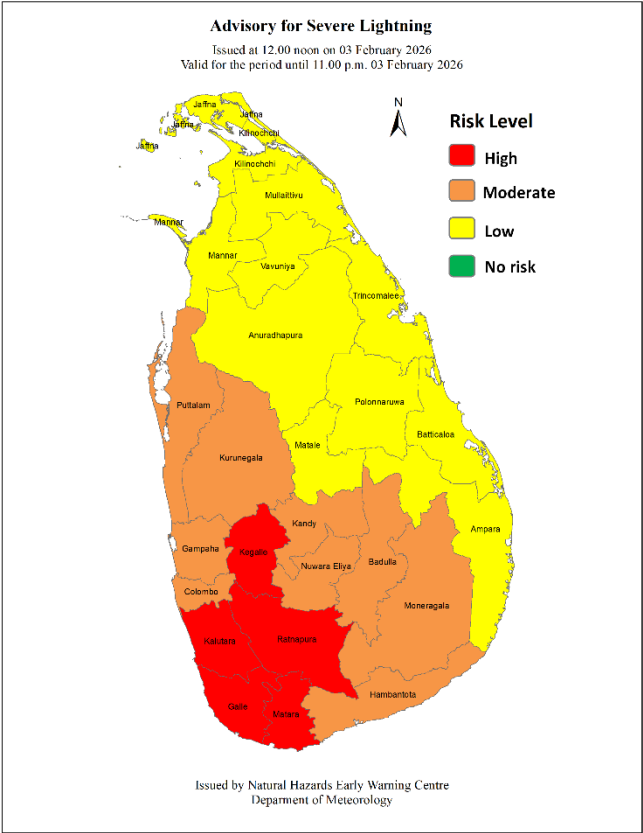 Advisory for Severe Lightning
Issued at 12.00 noon on 03 February 2026
Valid for the period until 11.00 p.m. 03 February 2026
N
Risk Level
High
Moderate
Low
No risk
Jaffna
Jaffna
Jaffna
Kilinochchi
Jaffna
Kilinochchi
Mullaittivu
Mannar
Mannar
Vavuniya
Trincomalee
Anuradhapura
Polonnaruwa
Puttalam
Batticaloa
Matale
Kurunegala
Ampara
Kandy
Gampaha
Kegalle
Badulla
Nuwara Eliya
Colombo
Moneragala
Kalutara
Ratnapura
Hambantota
Galle
Matara
Issued by Natural Hazards Early Warning Centre
Deparment of Meteorology